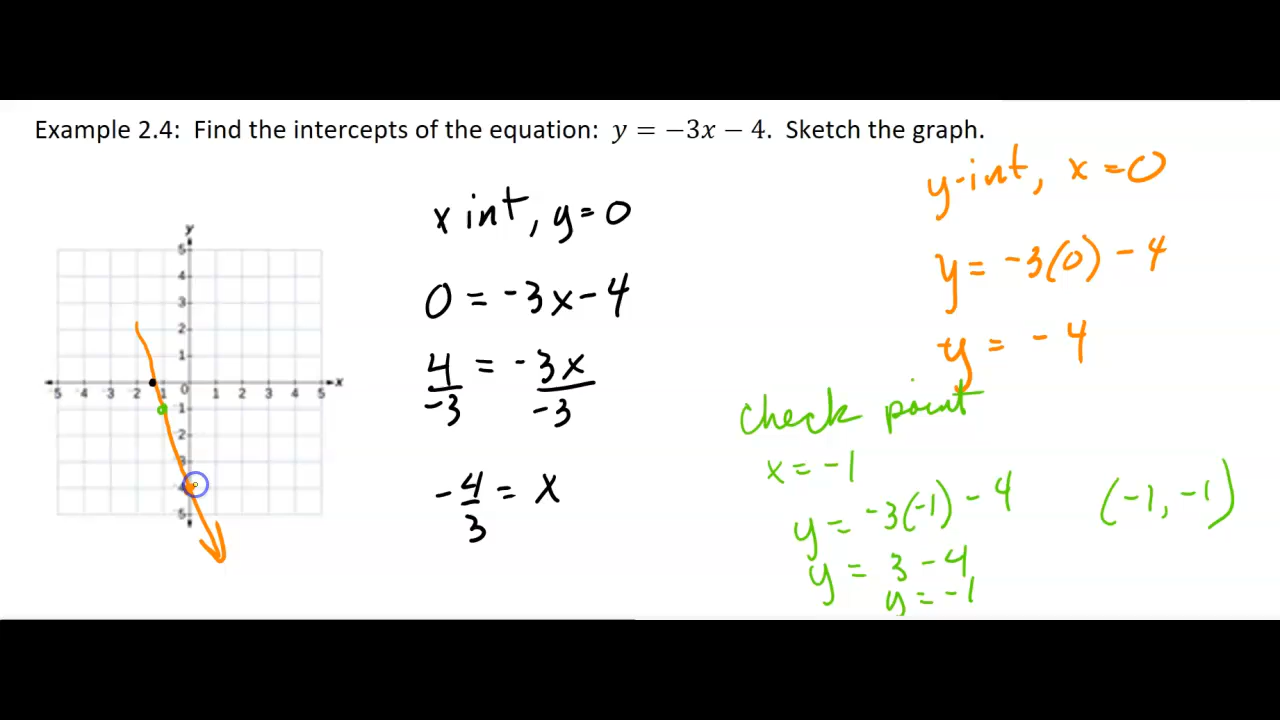 Example 2.4: Find the intercepts of the equation: y = −3x − 4. Sketch the graph.
y
5
4
3
2
1
5 4 3 2 1 0 1 2 3 4 5 x
1
2
3
4
5
x int, y=0
0 = -3x-4
4/-3 = -3x/-3
-4/3 = x
y-int, x=0
y= -3(0) -4
y = -4
check point
x = -1
y = -3(-1) -4
y = 3-4
y = -1
(-1, -1)